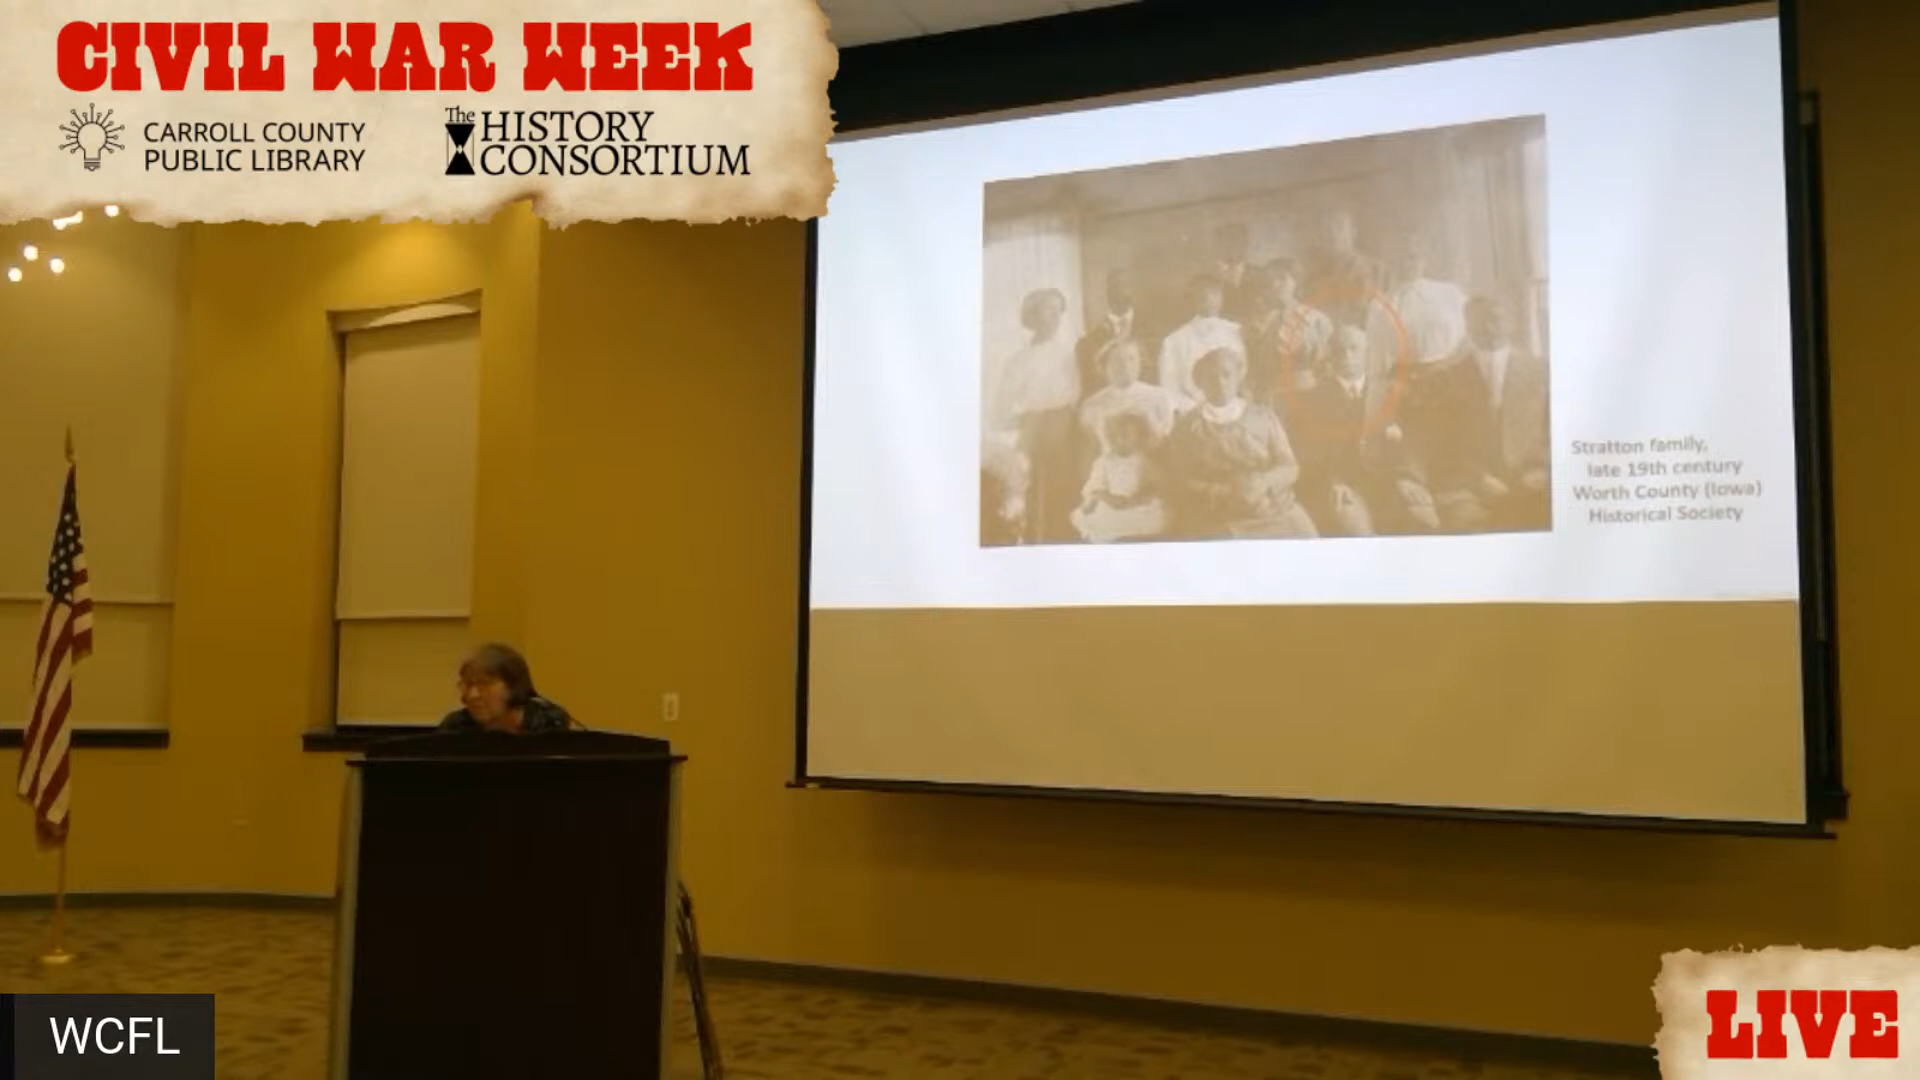 CIVIL WAR WEEK
CARROLL COUNTY
PUBLIC LIBRARY
The
HISTORY
CONSORTIUM
Stratton family,
late 19th century
Worth County (Iowa)
Historical Society
WCFL
LIVE